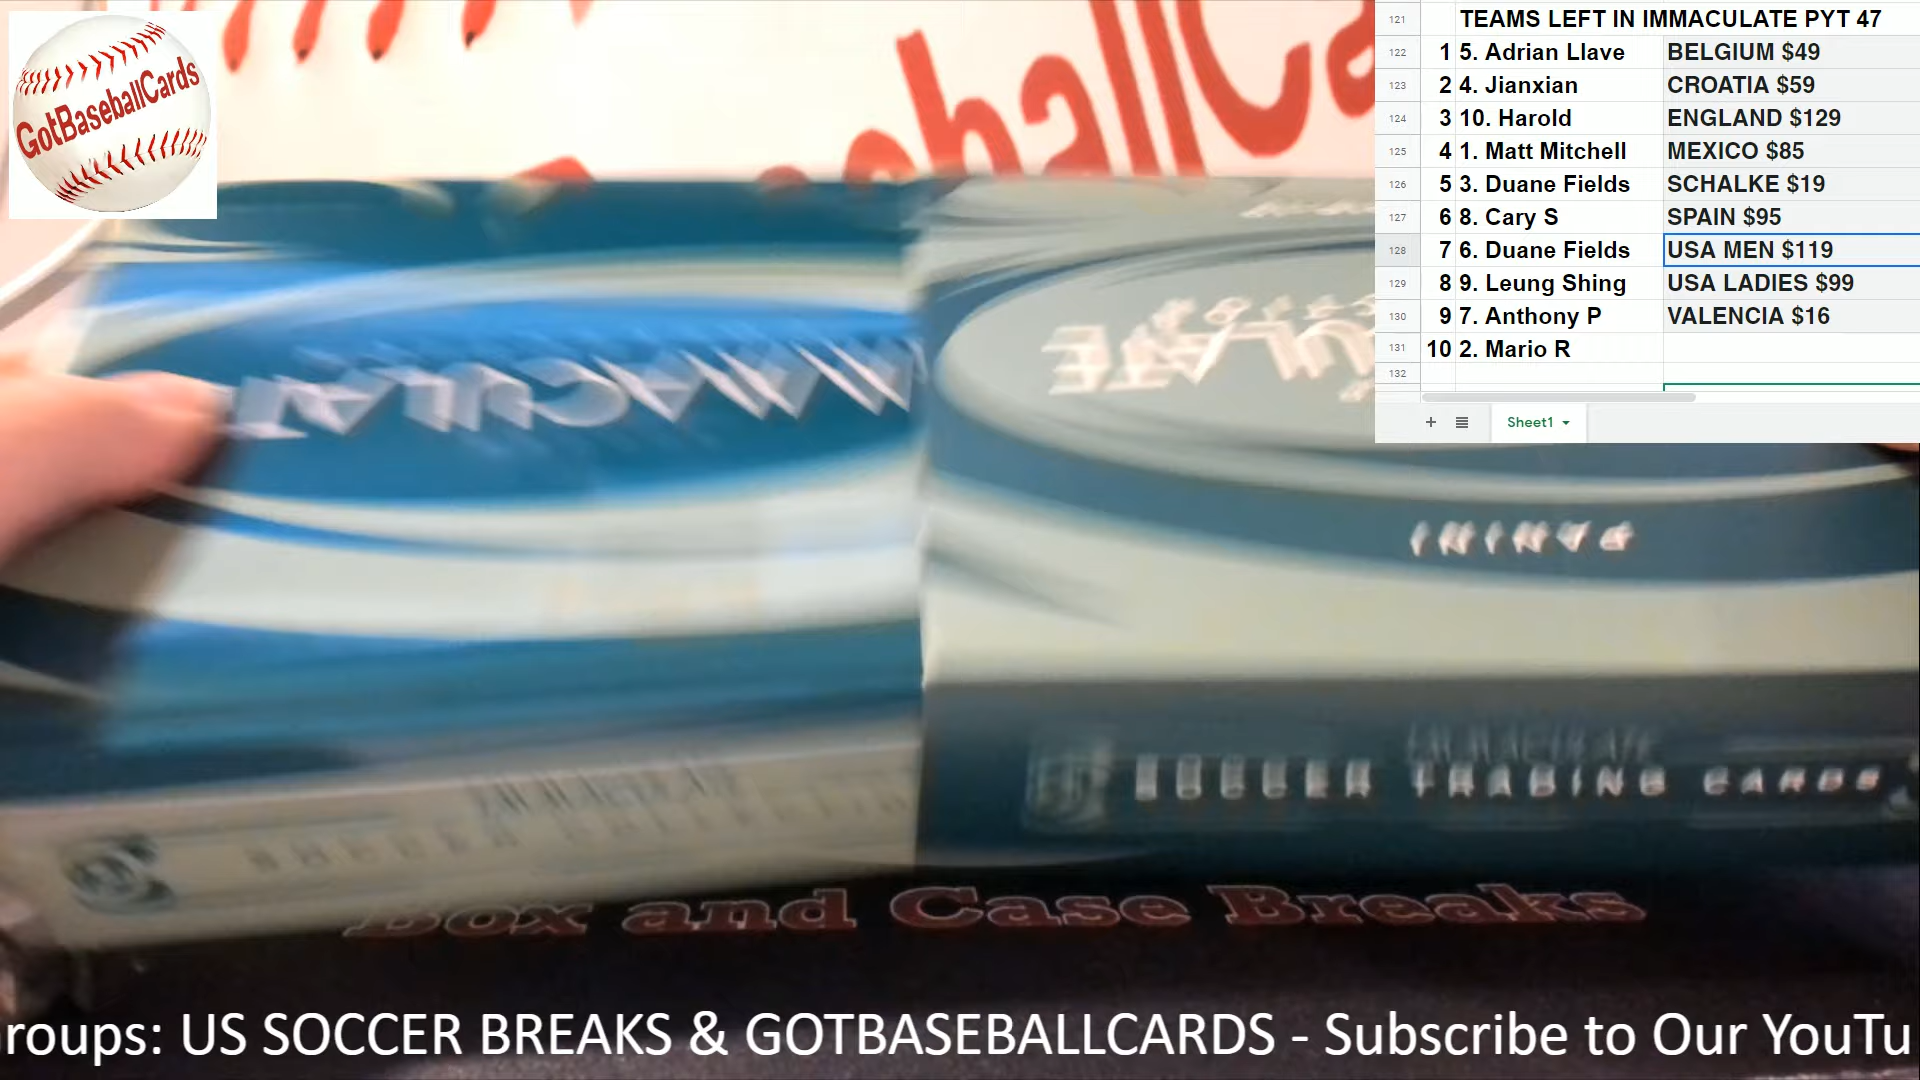 GotBaseballCards
eballCa
121 TEAMS LEFT IN IMMACULATE PYT 47
122 1 5. Adrian Llave BELGIUM $49
123 2 4. Jianxian CROATIA $59
124 3 10. Harold ENGLAND $129
125 4 1. Matt Mitchell MEXICO $85
126 5 3. Duane Fields SCHALKE $19
127 6 8. Cary S SPAIN $95
128 7 6. Duane Fields USA MEN $119
129 8 9. Leung Shing USA LADIES $99
130 9 7. Anthony P VALENCIA $16
131 10 2. Mario R
132
Sheet1
PANINI
IMMACULATE
SOCCER TRADING CARDS
Box and Case Breaks
roups: US SOCCER BREAKS & GOTBASEBALLCARDS - Subscribe to Our YouTu